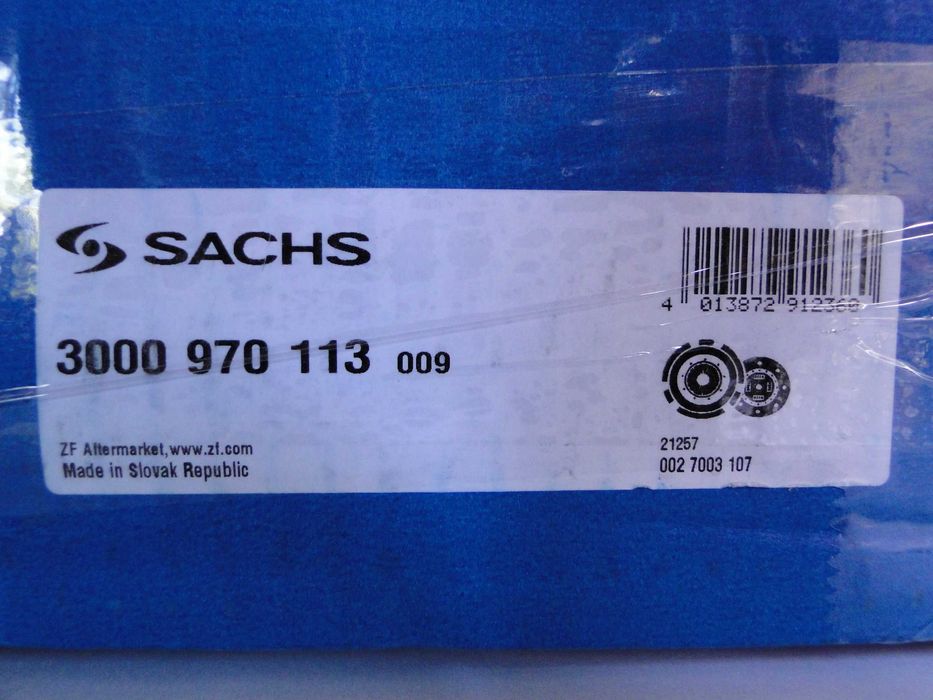 SACHS
4 013872 912360
3000 970 113 009
ZF Aftermarket,www.zf.com
Made in Slovak Republic
21257
002 7003 107